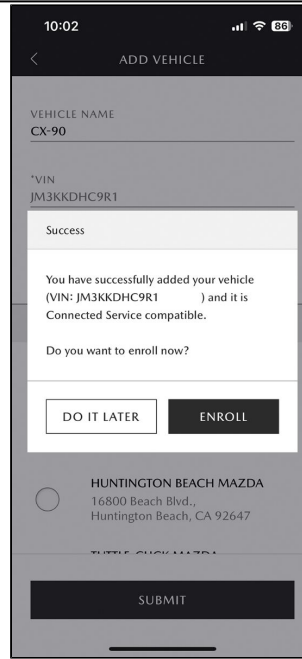 10:02
86
ADD VEHICLE
VEHICLE NAME
CX-90
*VIN
JM3KKDHC9R1
Success
You have successfully added your vehicle
(VIN: JM3KKDHC9R1 ) and it is
Connected Service compatible.
Do you want to enroll now?
DO IT LATER
ENROLL
HUNTINGTON BEACH MAZDA
16800 Beach Blvd.,
Huntington Beach, CA 92647
SUBMIT